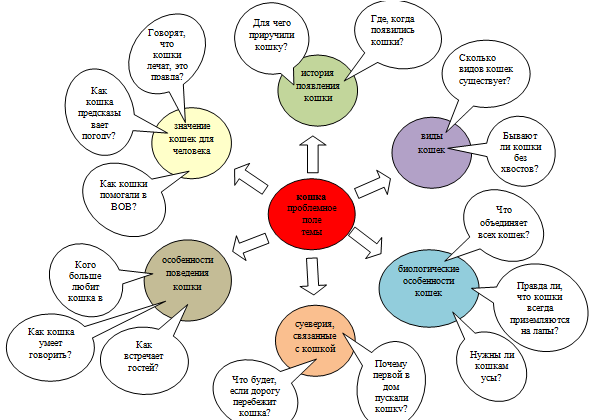 Для чего
приручили
кошку?
Где, когда
появились
кошки?
Говорят,
что
кошки
лечат, это
правда?
история
появления
кошки
Сколько
видов кошек
существует?
Как
кошка
предсказы
вает
погоду?
значение
кошек для
человека
виды
кошек
Бывают
ли кошки
без
хвостов?
Как кошки
помогали в
ВОВ?
кошка
проблемное
поле
темы
Что
объединяет
всех кошек?
Кого
больше
любит
кошка в
особенности
поведения
кошки
биологические
особенности
кошек
Правда ли,
что кошки
всегда
приземляются
на лапы?
Как кошка
умеет
говорить?
Как
встречает
гостей?
суеверия,
связанные
с кошкой
Нужны ли
кошкам
усы?
Что будет,
если дорогу
перебежит
кошка?
Почему
первой в
дом
пускали
кошку?